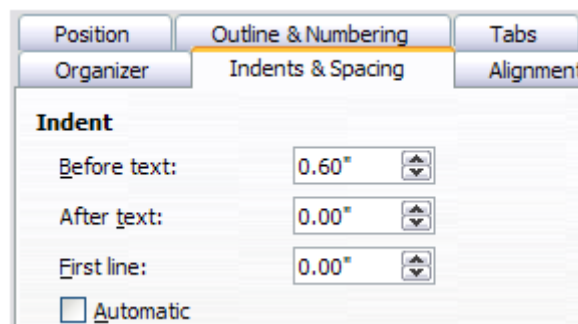 Position Outline & Numbering Tabs
Organizer Indents & Spacing Alignment
Indent
Before text: 0.60"
After text: 0.00"
First line: 0.00"
Automatic